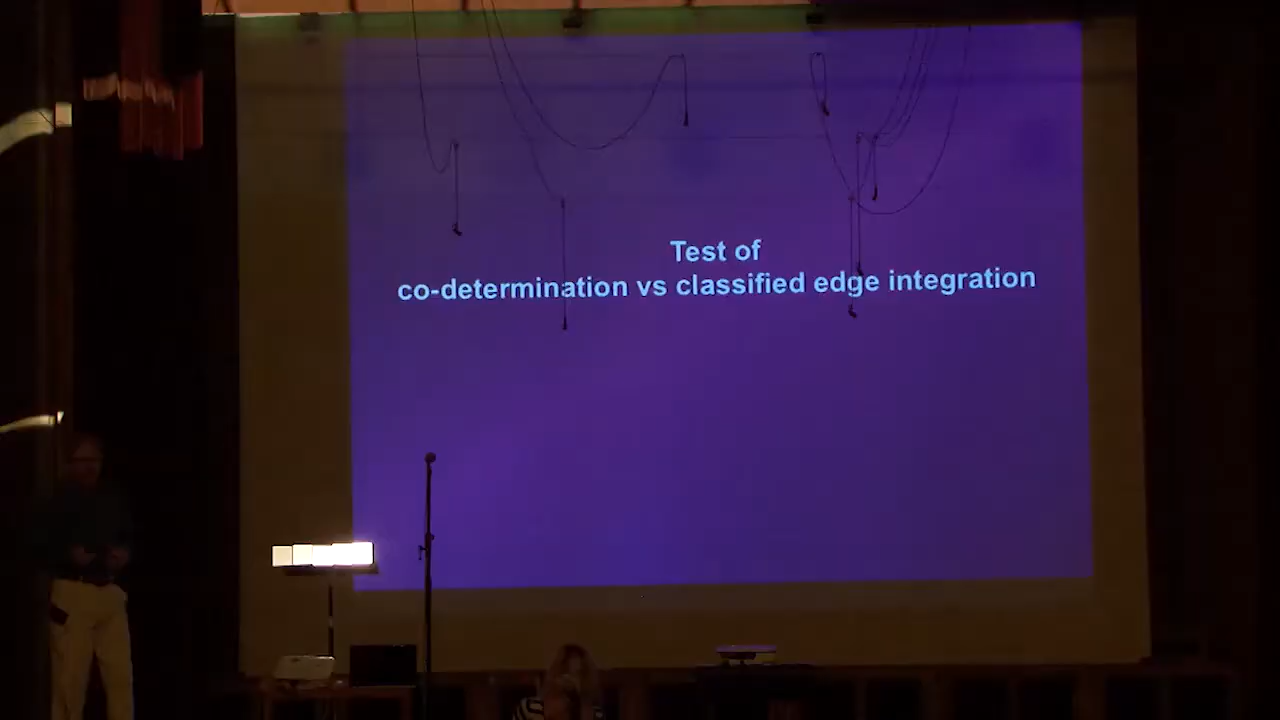 Test of
co-determination vs classified edge integration